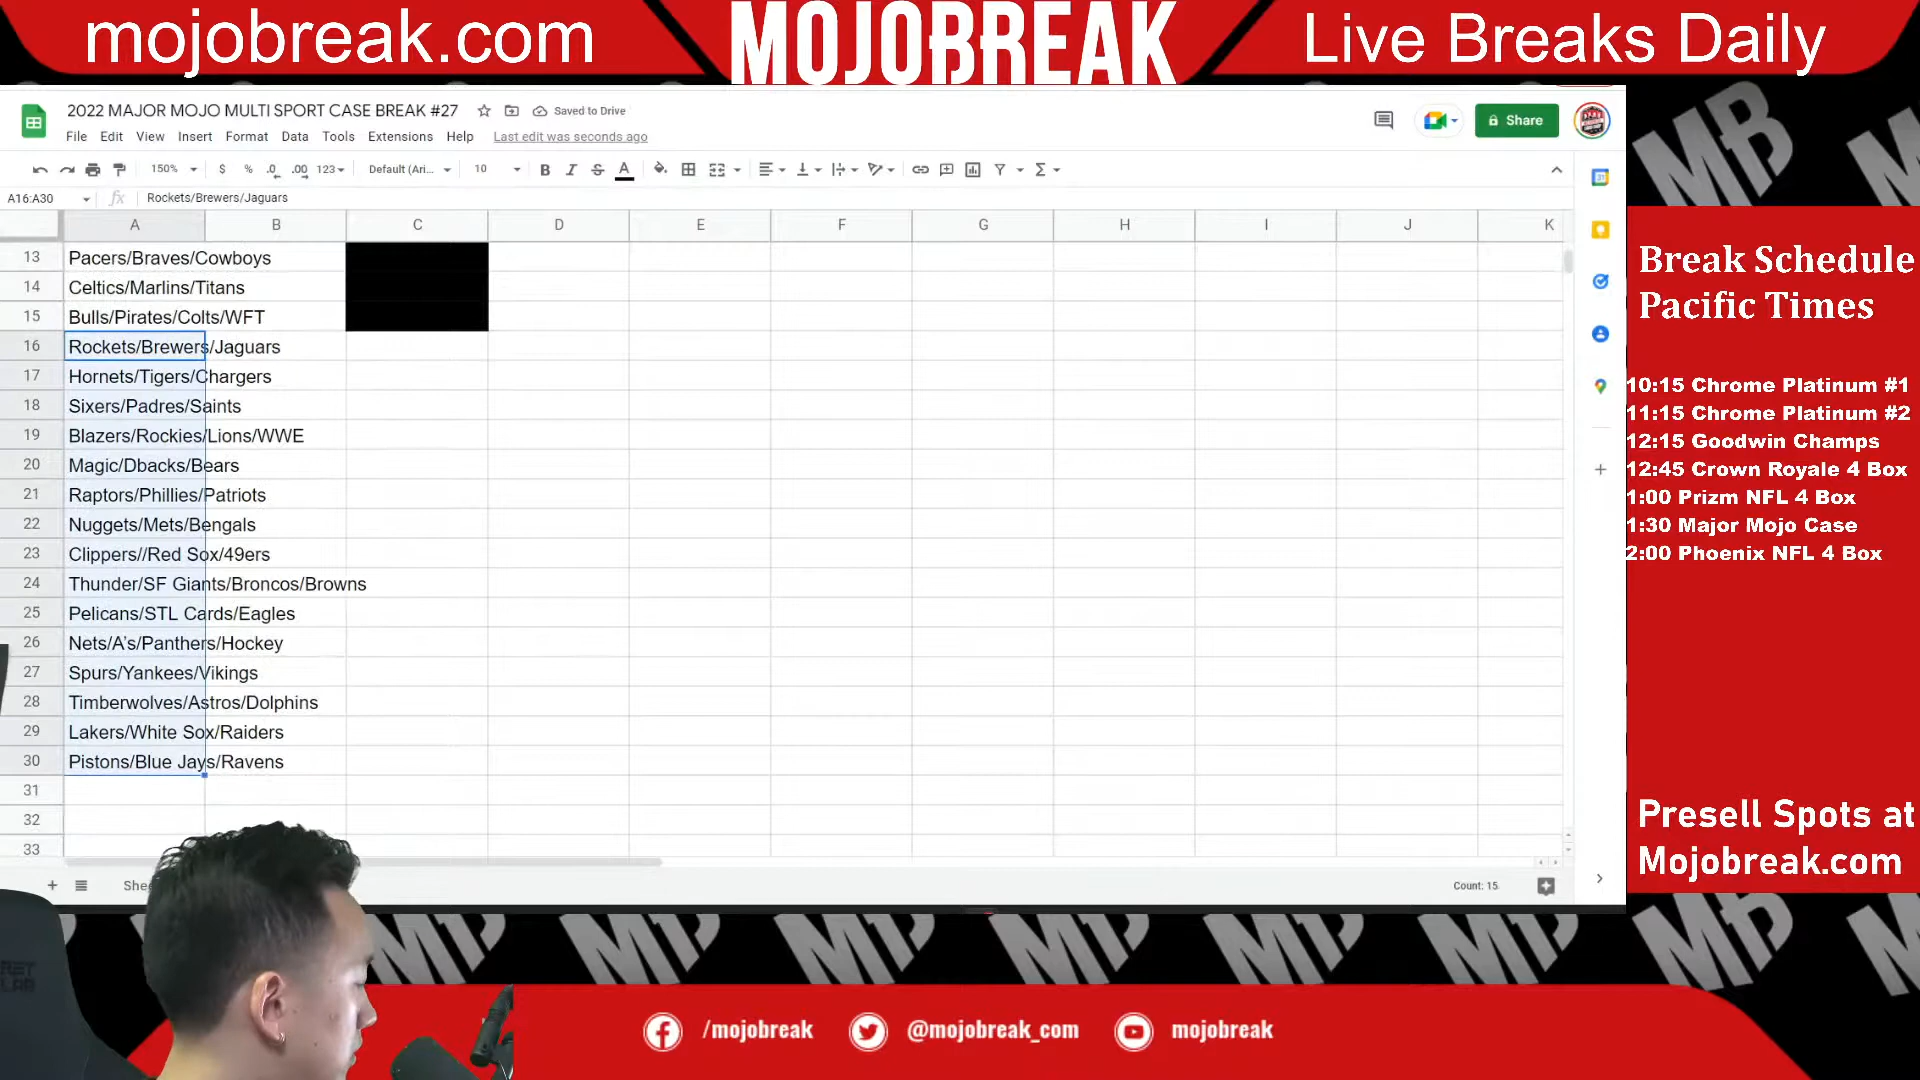 mojobreak.com
MOJOBREAK
Live Breaks Daily
2022 MAJOR MOJO MULTI SPORT CASE BREAK #27
Saved to Drive
File Edit View Insert Format Data Tools Extensions Help
Last edit was seconds ago
Share
150% $ % .0 .00 123 Default (Ari... 10
A16:A30
fx
Rockets/Brewers/Jaguars
A B C D E F G H I J K
13 Pacers/Braves/Cowboys
14 Celtics/Marlins/Titans
15 Bulls/Pirates/Colts/WFT
16 Rockets/Brewers/Jaguars
17 Hornets/Tigers/Chargers
18 Sixers/Padres/Saints
19 Blazers/Rockies/Lions/WWE
20 Magic/Dbacks/Bears
21 Raptors/Phillies/Patriots
22 Nuggets/Mets/Bengals
23 Clippers//Red Sox/49ers
24 Thunder/SF Giants/Broncos/Browns
25 Pelicans/STL Cards/Eagles
26 Nets/A's/Panthers/Hockey
27 Spurs/Yankees/Vikings
28 Timberwolves/Astros/Dolphins
29 Lakers/White Sox/Raiders
30 Pistons/Blue Jays/Ravens
31
32
33
Count: 15
Break Schedule
Pacific Times
10:15 Chrome Platinum #1
11:15 Chrome Platinum #2
12:15 Goodwin Champs
12:45 Crown Royale 4 Box
1:00 Prizm NFL 4 Box
1:30 Major Mojo Case
2:00 Phoenix NFL 4 Box
Presell Spots at
Mojobreak.com
/mojobreak
@mojobreak_com
mojobreak